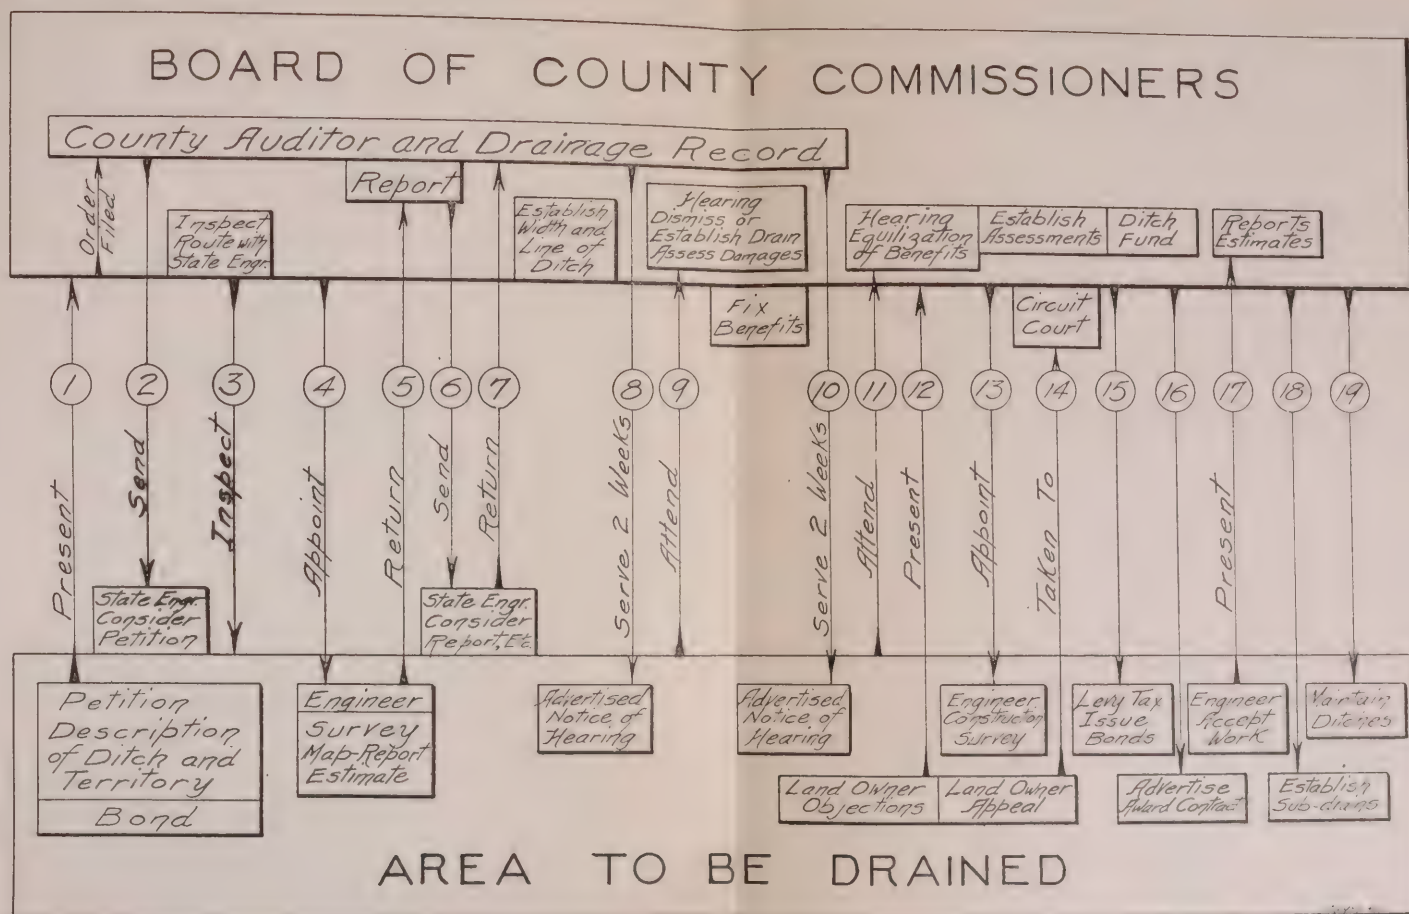 BOARD OF COUNTY COMMISSIONERS
County Auditor and Drainage Record
Order
Filed
Inspect
Route with
State Engr.
Report
Establish
Width and
Line of
Ditch
Hearing
Dismiss or
Establish Drain
Assess Damages
Fix
Benefits
Hearing
Equilization
of Benefits
Establish
Assessments
Ditch
Fund
Circuit
Court
Reports
Estimates
1
2
3
4
5
6
7
8
9
10
11
12
13
14
15
16
17
18
19
Present
Send
Inspect
Appoint
Return
Send
Return
Serve 2 Weeks
Attend
Serve 2 Weeks
Attend
Present
Appoint
Taken To
Present
State Engr.
Consider
Petition
State Engr.
Consider
Report, Etc.
Petition
Description
of Ditch and
Territory
Bond
Engineer
Survey
Map-Report
Estimate
Advertised
Notice of
Hearing
Advertised
Notice of
Hearing
Engineer
Construction
Survey
Levy Tax
Issue
Bonds
Engineer
Accept
Work
Maintain
Ditches
Land Owner
Objections
Land Owner
Appeal
Advertise
Award Contract
Establish
Sub-drains
AREA TO BE DRAINED